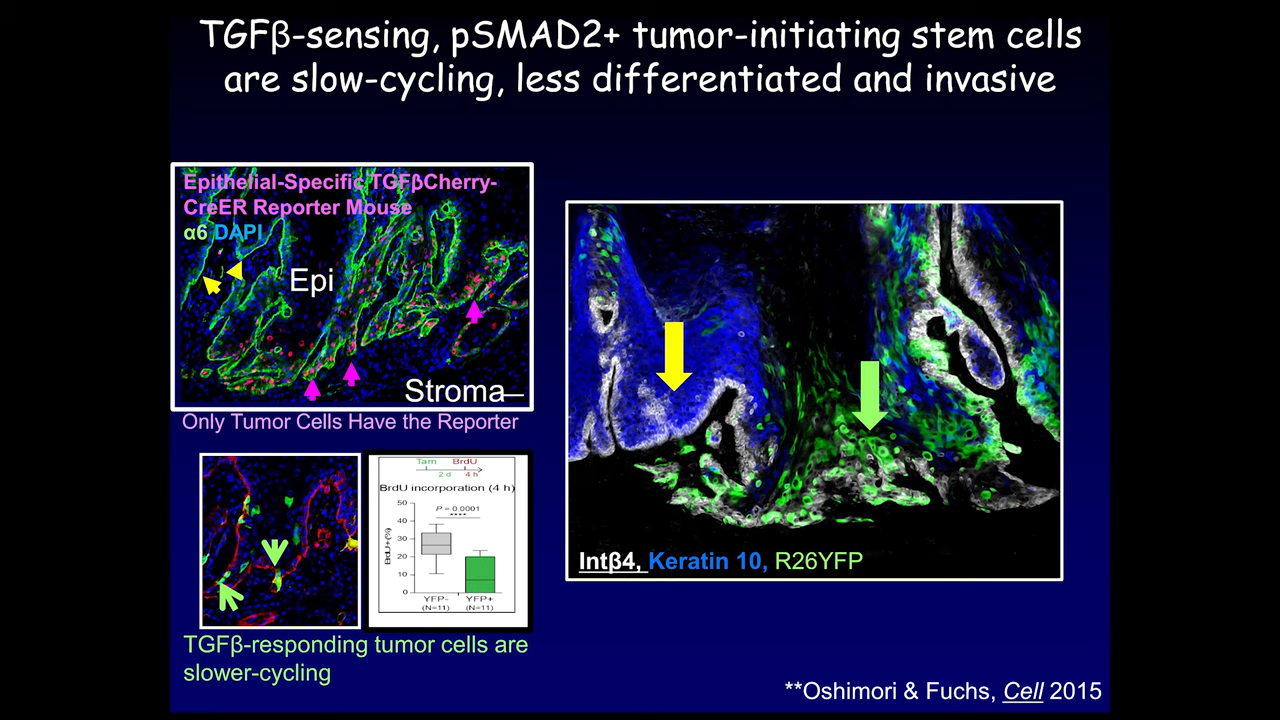 TGFβ-sensing, pSMAD2+ tumor-initiating stem cells
are slow-cycling, less differentiated and invasive
Epithelial-Specific TGFβCherry-
CreER Reporter Mouse
α6 DAPI
Epi
Stroma
Only Tumor Cells Have the Reporter
Tam BrdU
2 d 4 h
BrdU incorporation (4 h)
P = 0.0001
****
BrdU+(%)
50
40
30
20
10
0
YFP- YFP+
(N=11) (N=11)
TGFβ-responding tumor cells are
slower-cycling
Intβ4, Keratin 10, R26YFP
**Oshimori & Fuchs, Cell 2015